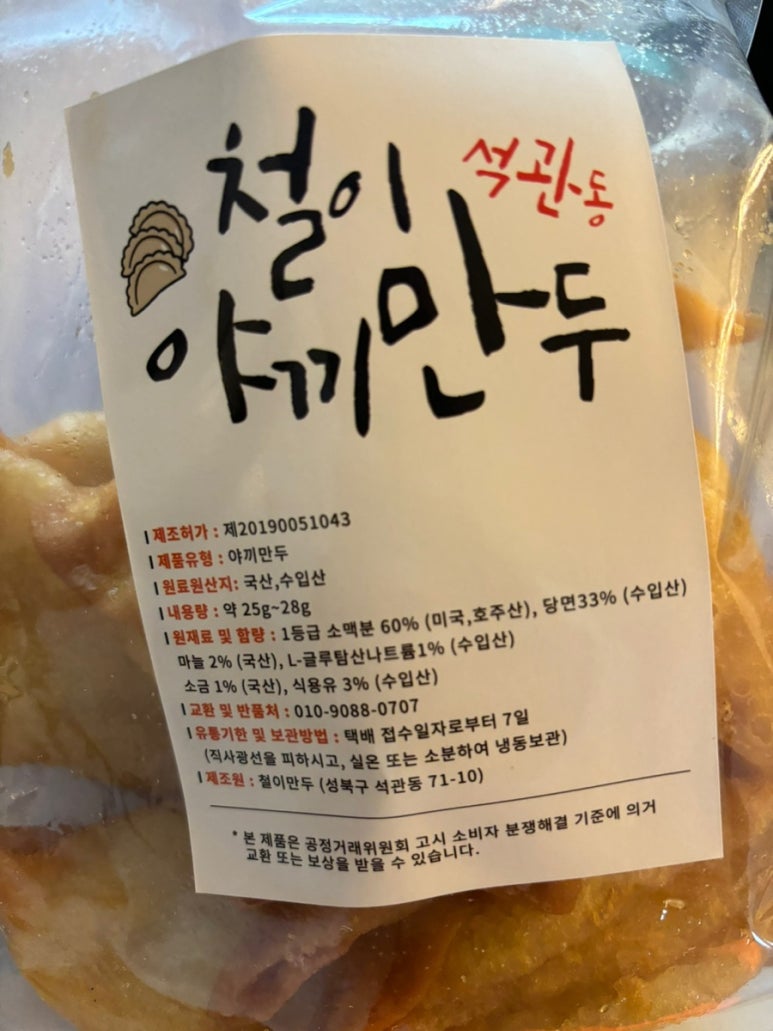 석관동
철이
야끼만두
제조허가 : 제20190051043
제품유형 : 야끼만두
원료원산지: 국산,수입산
내용량 : 약 25g~28g
원재료 및 함량 : 1등급 소맥분 60% (미국,호주산), 당면33% (수입산)
마늘 2% (국산), L-글루탐산나트륨1% (수입산)
소금 1% (국산), 식용유 3% (수입산)
교환 및 반품처 : 010-9088-0707
유통기한 및 보관방법 : 택배 접수일자로부터 7일
(직사광선을 피하시고, 실온 또는 소분하여 냉동보관)
제조원 : 철이만두 (성북구 석관동 71-10)
* 본 제품은 공정거래위원회 고시 소비자 분쟁해결 기준에 의거
교환 또는 보상을 받을 수 있습니다.